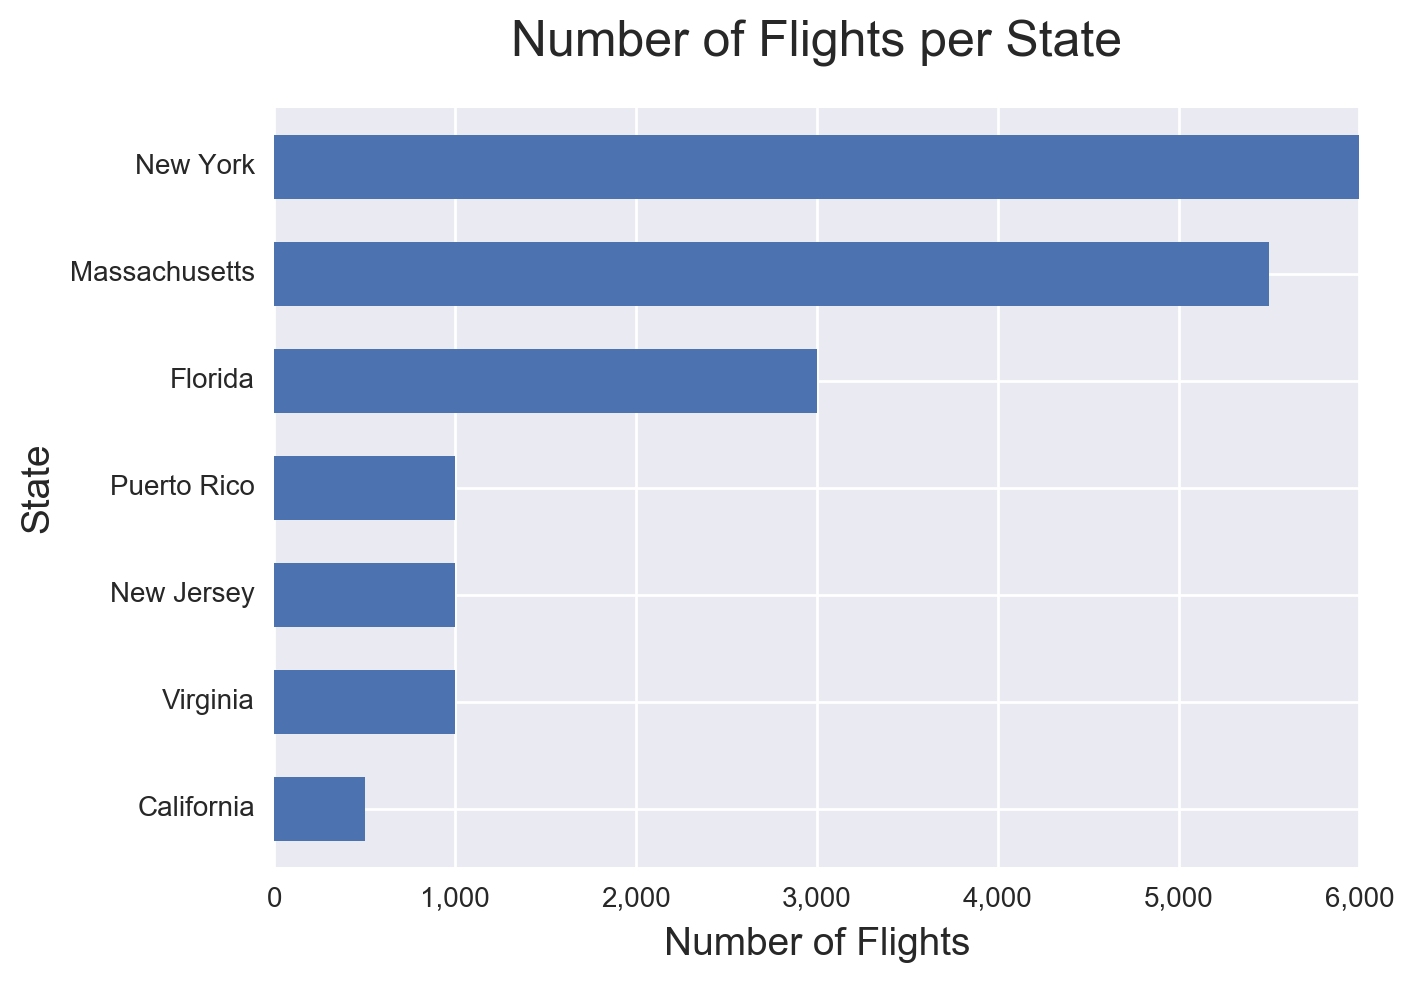 Number of Flights per State
New York
Massachusetts
Florida
Puerto Rico
New Jersey
Virginia
California
State
0 1,000 2,000 3,000 4,000 5,000 6,000
Number of Flights